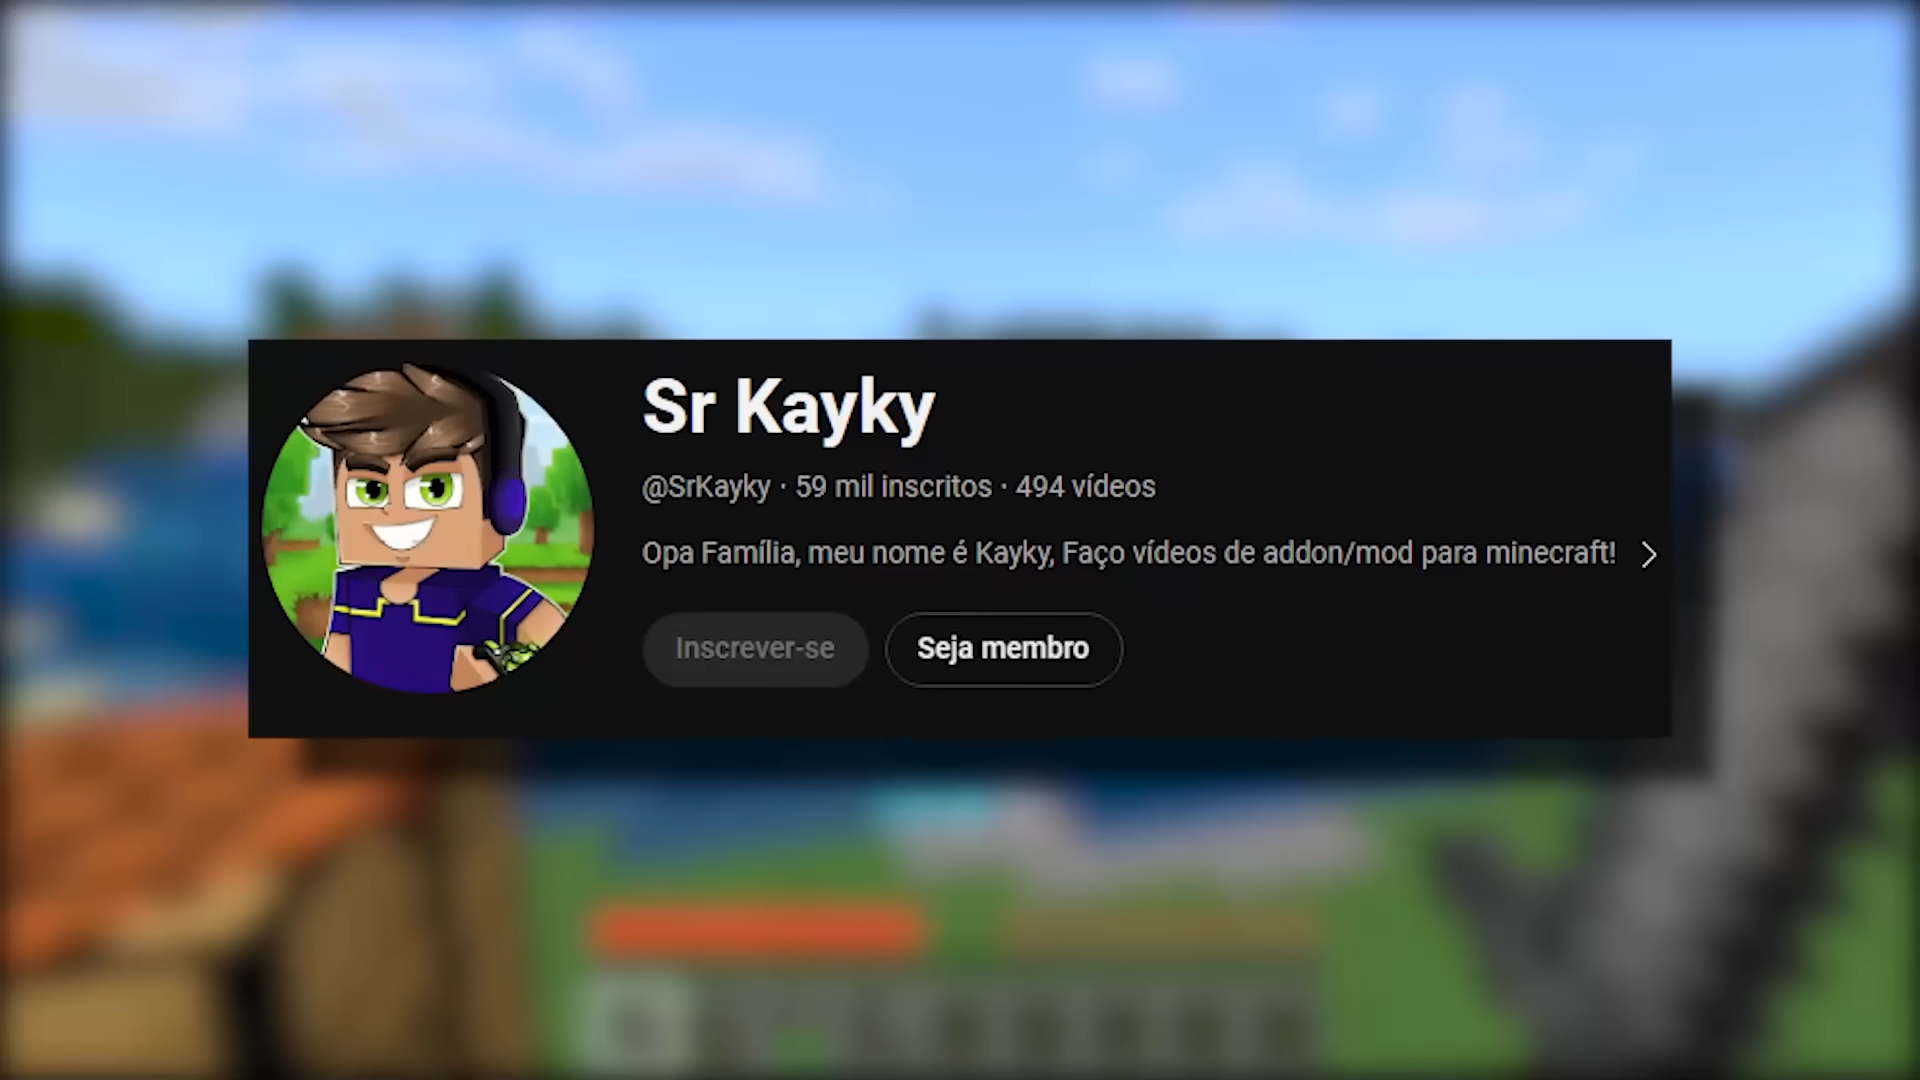 Sr Kayky
@SrKayky · 59 mil inscritos · 494 vídeos
Opa Família, meu nome é Kayky, Faço vídeos de addon/mod para minecraft!
Inscrever-se
Seja membro